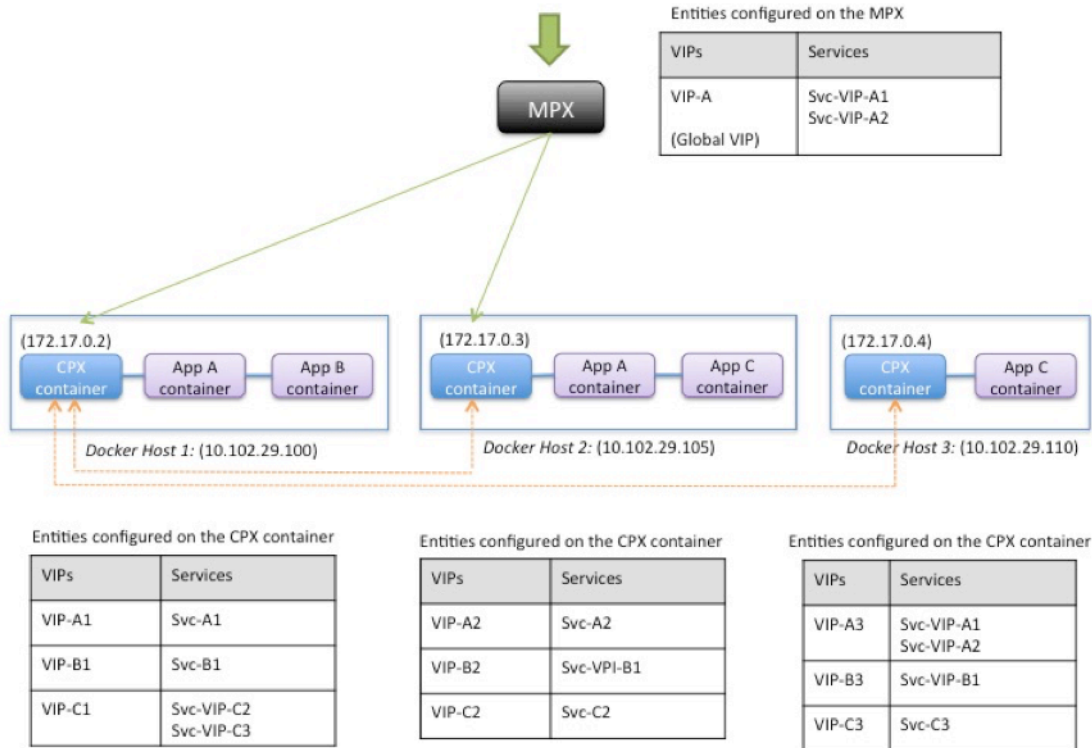 Entities configured on the MPX
VIPs Services
VIP-A Svc-VIP-A1
Svc-VIP-A2
(Global VIP)
MPX
(172.17.0.2)
CPX
container
App A
container
App B
container
Docker Host 1: (10.102.29.100)
(172.17.0.3)
CPX
container
App A
container
App C
container
Docker Host 2: (10.102.29.105)
(172.17.0.4)
CPX
container
App C
container
Docker Host 3: (10.102.29.110)
Entities configured on the CPX container
VIPs Services
VIP-A1 Svc-A1
VIP-B1 Svc-B1
VIP-C1 Svc-VIP-C2
Svc-VIP-C3
Entities configured on the CPX container
VIPs Services
VIP-A2 Svc-A2
VIP-B2 Svc-VPI-B1
VIP-C2 Svc-C2
Entities configured on the CPX container
VIPs Services
VIP-A3 Svc-VIP-A1
Svc-VIP-A2
VIP-B3 Svc-VIP-B1
VIP-C3 Svc-C3